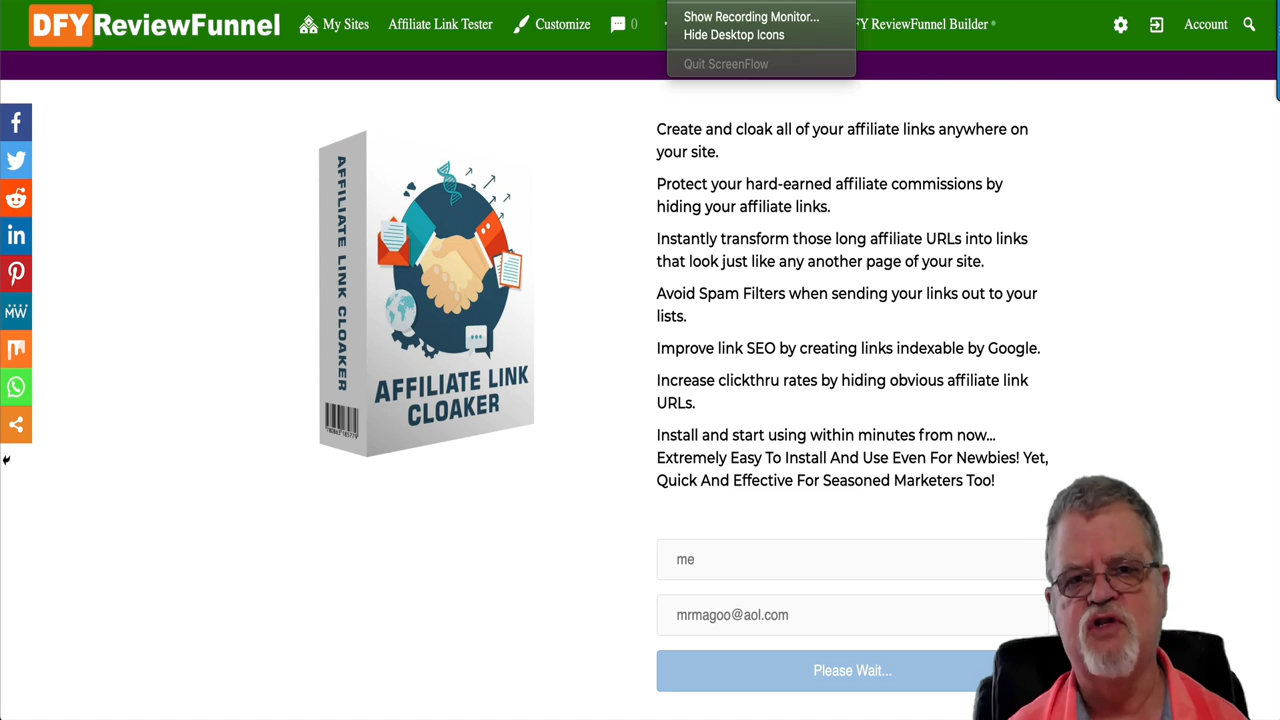 DFYReviewFunnel
My Sites
Affiliate Link Tester
Customize
0
Show Recording Monitor...
Hide Desktop Icons
Quit ScreenFlow
FY ReviewFunnel Builder
Account
Create and cloak all of your affiliate links anywhere on
your site.
Protect your hard-earned affiliate commissions by
hiding your affiliate links.
Instantly transform those long affiliate URLs into links
that look just like any another page of your site.
Avoid Spam Filters when sending your links out to your
lists.
Improve link SEO by creating links indexable by Google.
Increase clickthru rates by hiding obvious affiliate link
URLs.
Install and start using within minutes from now...
Extremely Easy To Install And Use Even For Newbies! Yet,
Quick And Effective For Seasoned Marketers Too!
AFFILIATE LINK CLOAKER
AFFILIATE LINK
CLOAKER
MW
me
mrmagoo@aol.com
Please Wait...